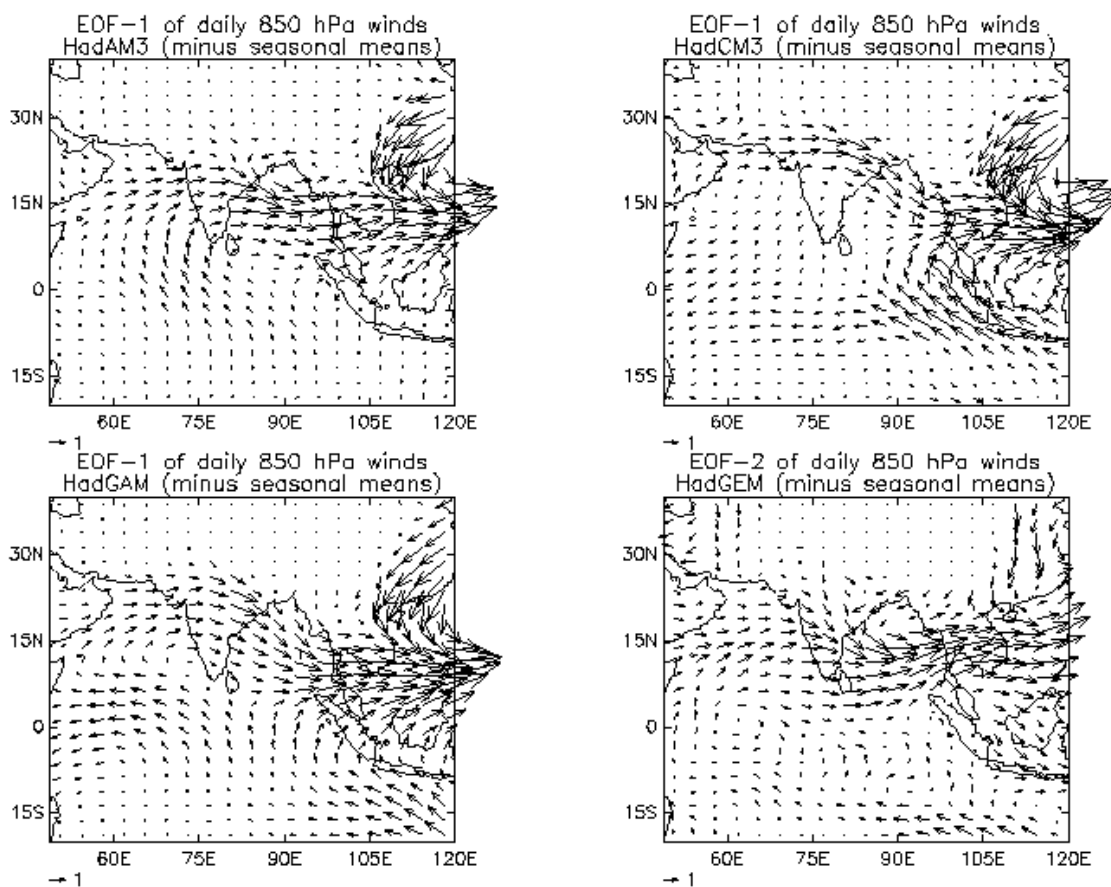 EOF-1 of daily 850 hPa winds
HadAM3 (minus seasonal means)
30N
15N
0
15S
60E 75E 90E 105E 120E
1
EOF-1 of daily 850 hPa winds
HadCM3 (minus seasonal means)
30N
15N
0
15S
60E 75E 90E 105E 120E
1
EOF-1 of daily 850 hPa winds
HadGAM (minus seasonal means)
30N
15N
0
15S
60E 75E 90E 105E 120E
1
EOF-2 of daily 850 hPa winds
HadGEM (minus seasonal means)
30N
15N
0
15S
60E 75E 90E 105E 120E
1